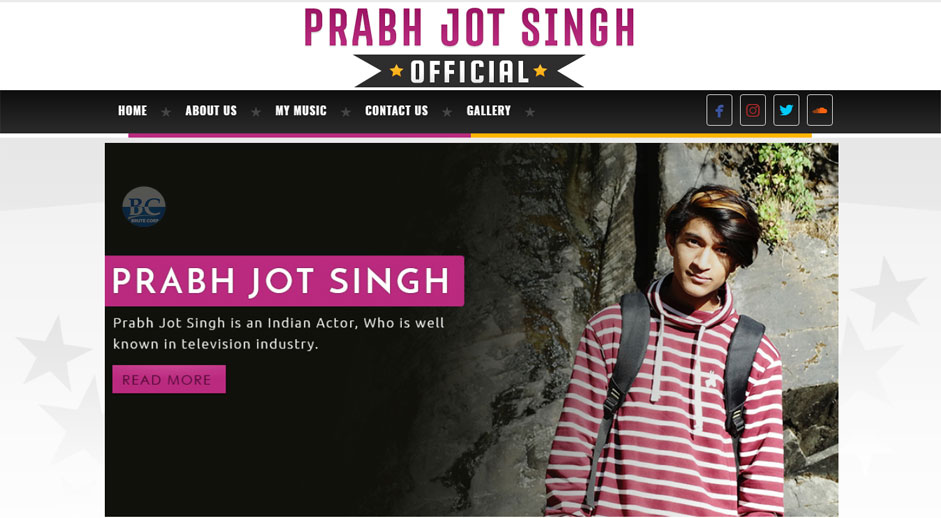 PRABH JOT SINGH
OFFICIAL
HOME ABOUT US MY MUSIC CONTACT US GALLERY
BC
BRUTE CORP
PRABH JOT SINGH
Prabh Jot Singh is an Indian Actor, Who is well
known in television industry.
READ MORE